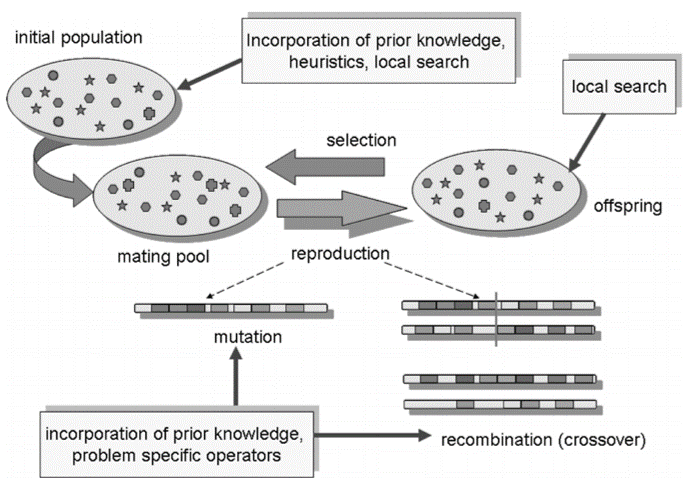 initial population
Incorporation of prior knowledge,
heuristics, local search
local search
selection
offspring
mating pool
reproduction
mutation
incorporation of prior knowledge,
problem specific operators
recombination (crossover)